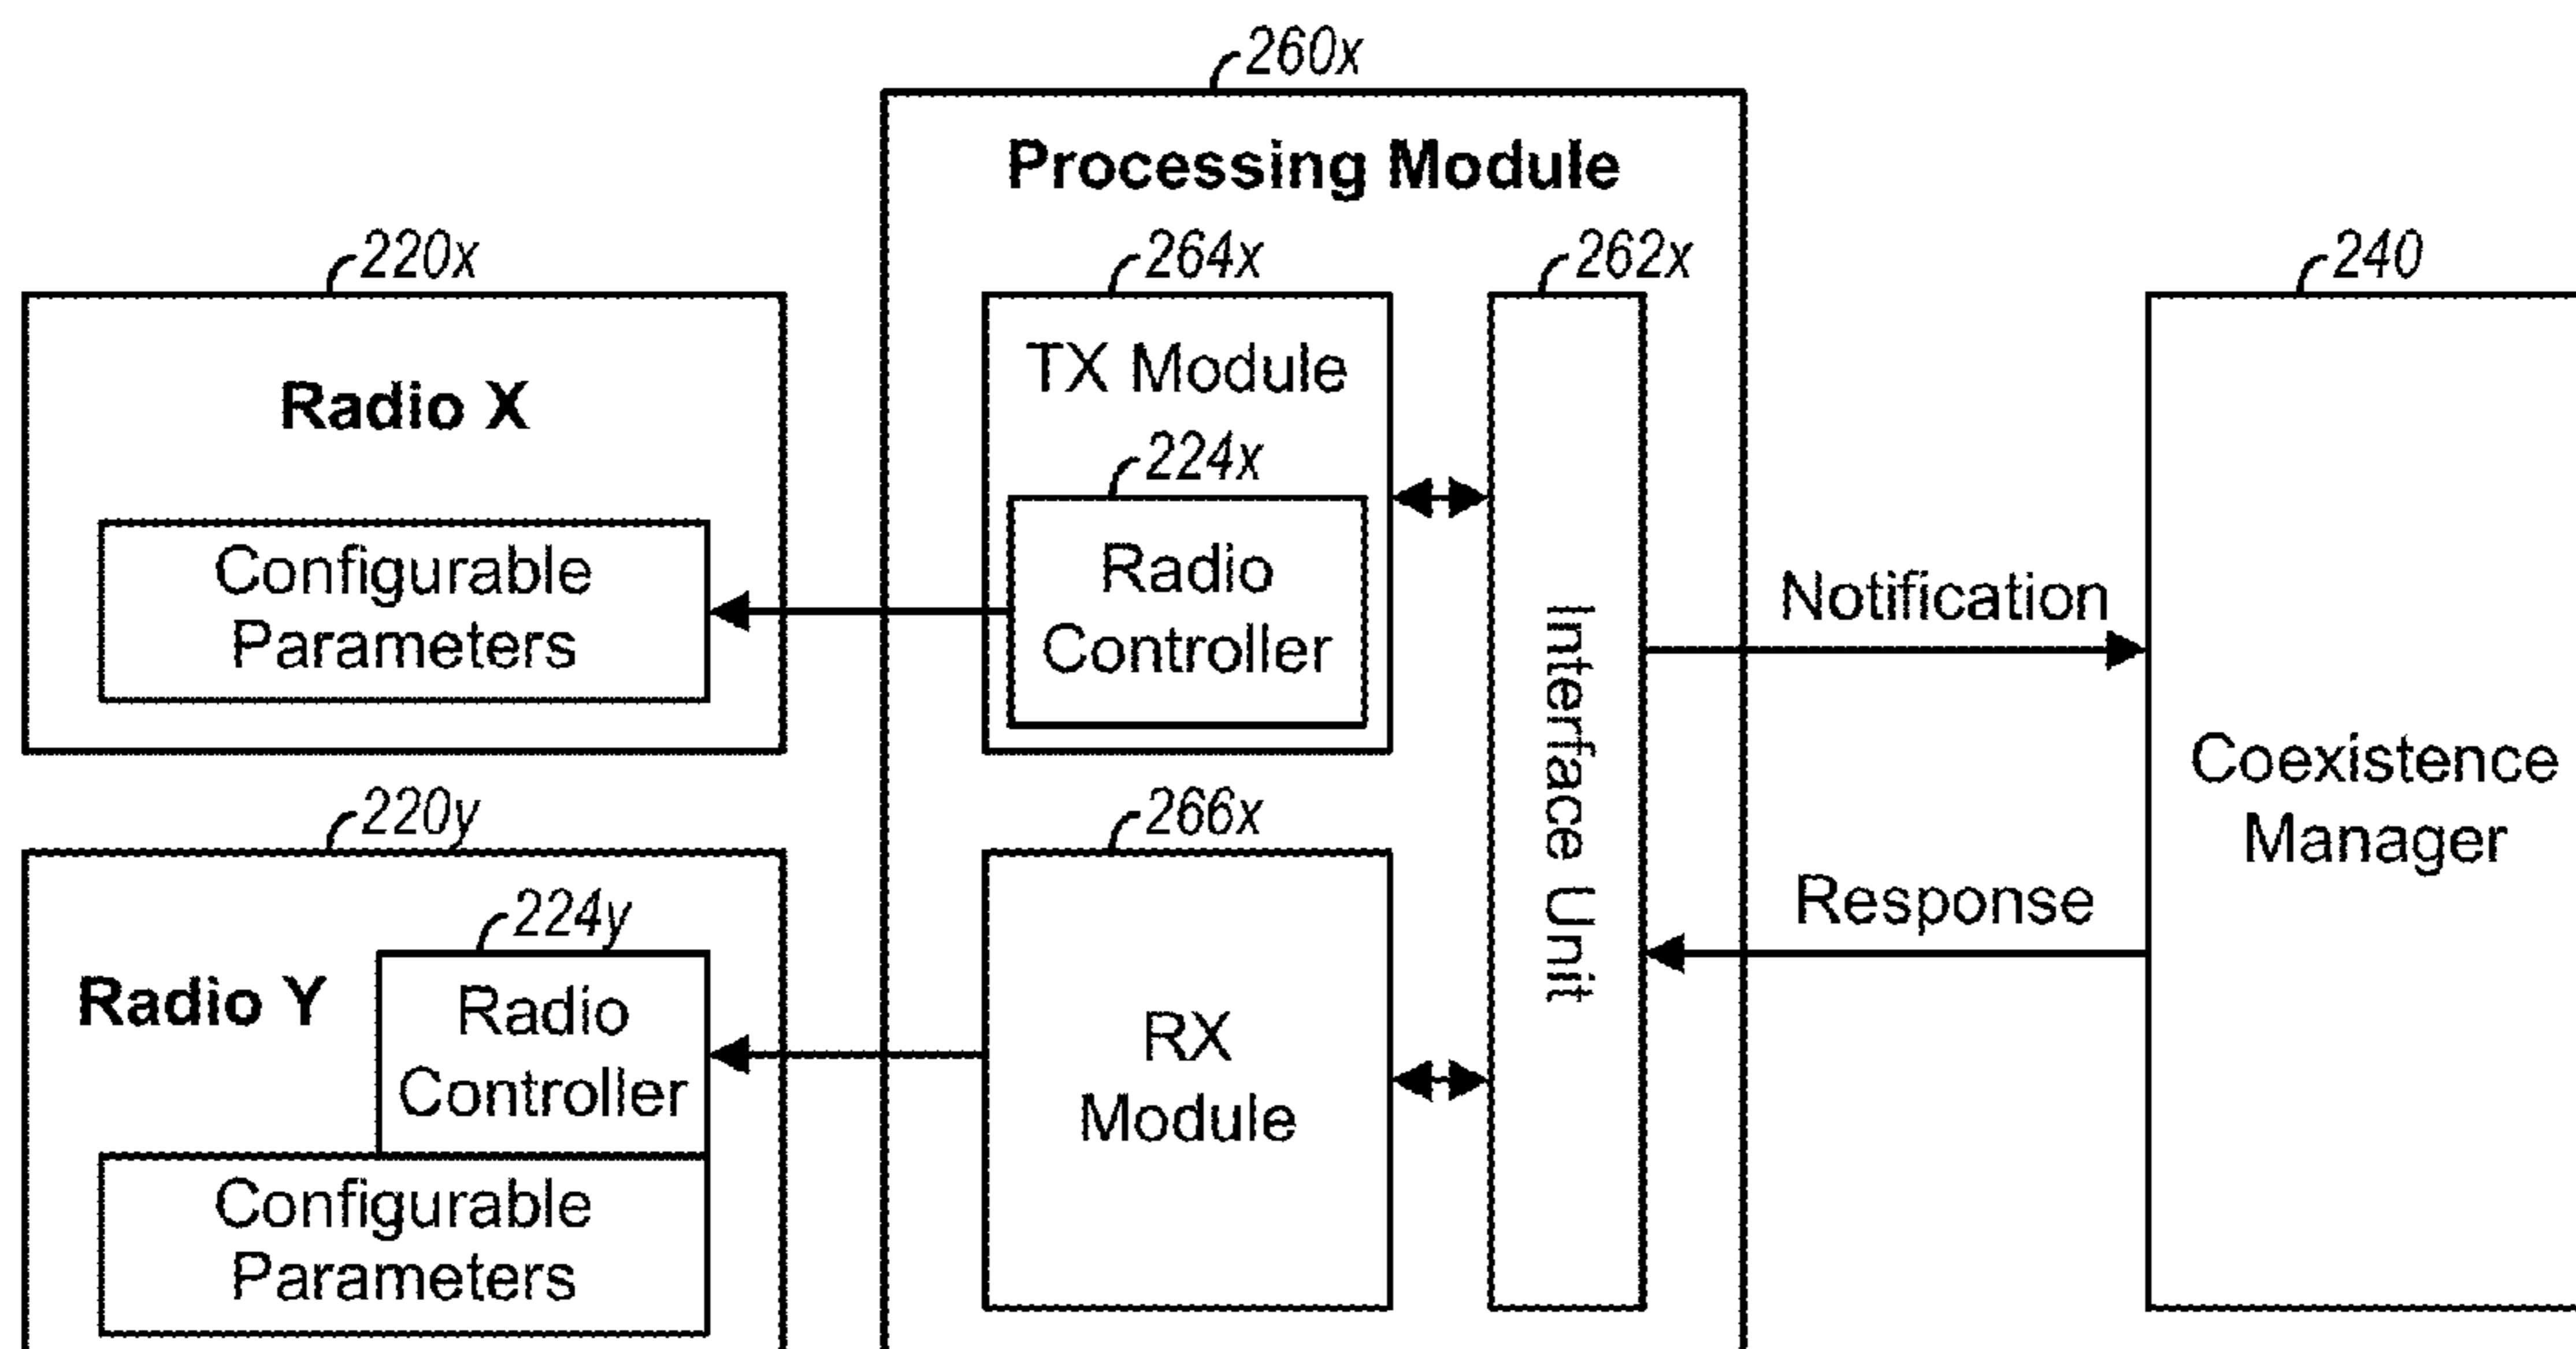 260x
Processing Module
220x
264x
262x
240
Radio X
TX Module
224x
Configurable
Parameters
Radio
Controller
Interface Unit
Notification
Response
Coexistence
Manager
220y
266x
224y
Radio Y
Radio
Controller
RX
Module
Configurable
Parameters